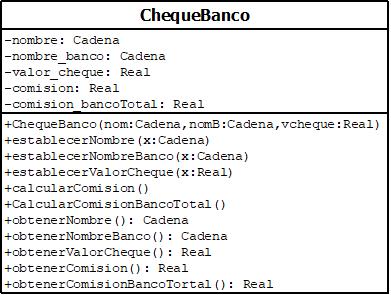 ChequeBanco
-nombre: Cadena
-nombre_banco: Cadena
-valor_cheque: Real
-comision: Real
-comision_bancoTotal: Real
+ChequeBanco(nom:Cadena,nomB:Cadena,vcheque:Real)
+establecerNombre(x:Cadena)
+establecerNombreBanco(x:Cadena)
+establecerValorCheque(x:Real)
+calcularComision()
+CalcularComisionBancoTotal()
+obtenerNombre(): Cadena
+obtenerNombreBanco(): Cadena
+obtenerValorCheque(): Real
+obtenerComision(): Real
+obtenerComisionBancoTortal(): Real